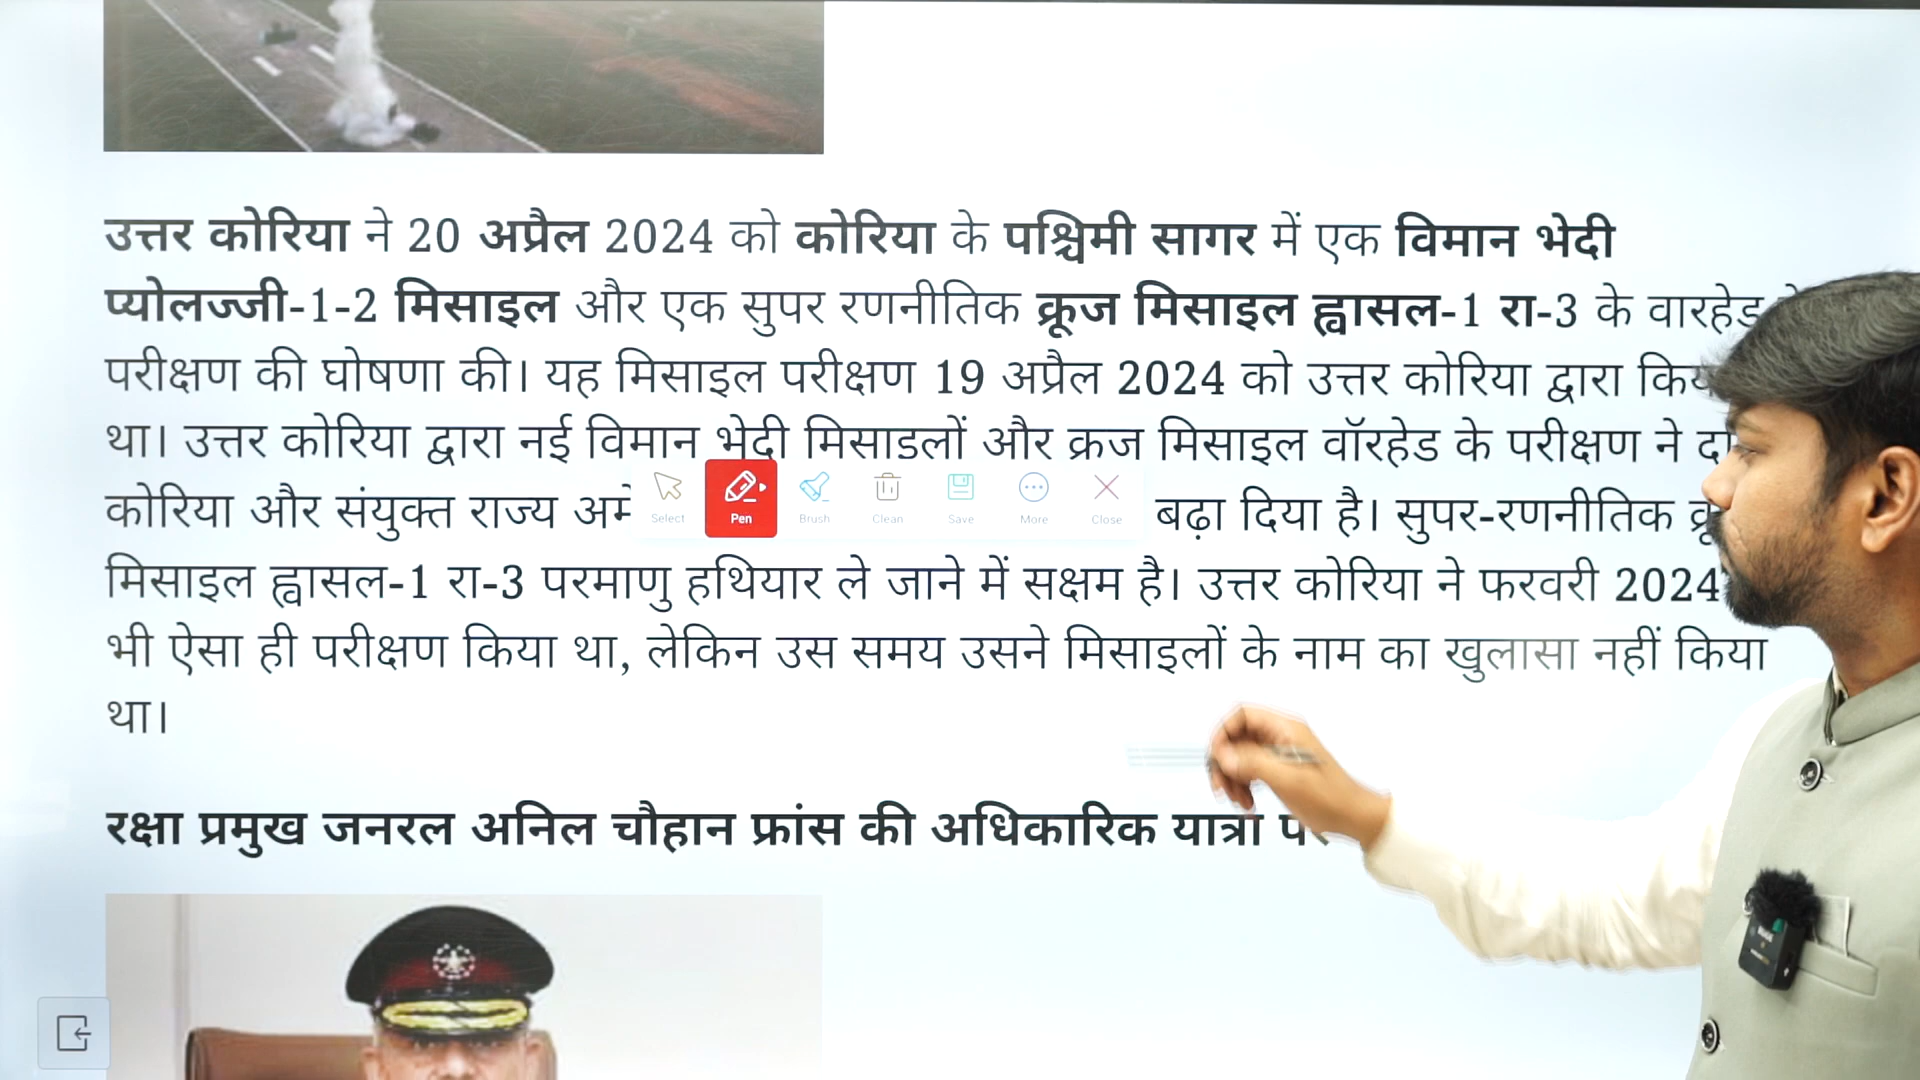 उत्तर कोरिया ने 20 अप्रैल 2024 को कोरिया के पश्चिमी सागर में एक विमान भेदी
प्योलज्जी-1-2 मिसाइल और एक सुपर रणनीतिक क्रूज मिसाइल ह्वासल-1 रा-3 के वारहेड
परीक्षण की घोषणा की। यह मिसाइल परीक्षण 19 अप्रैल 2024 को उत्तर कोरिया द्वारा
था। उत्तर कोरिया द्वारा नई विमान भेदी मिसाइलों और क्रूज मिसाइल वॉरहेड के परीक्षण ने
कोरिया और संयुक्त राज्य बढ़ा दिया है। सुपर-रणनीतिक
Select Pen Brush Clean Save More Close
मिसाइल ह्वासल-1 रा-3 परमाणु हथियार ले जाने में सक्षम है। उत्तर कोरिया ने फरवरी 2024
भी ऐसा ही परीक्षण किया था, लेकिन उस समय उसने मिसाइलों के नाम का खुलासा नहीं किया
था।
रक्षा प्रमुख जनरल अनिल चौहान फ्रांस की अधिकारिक यात्रा